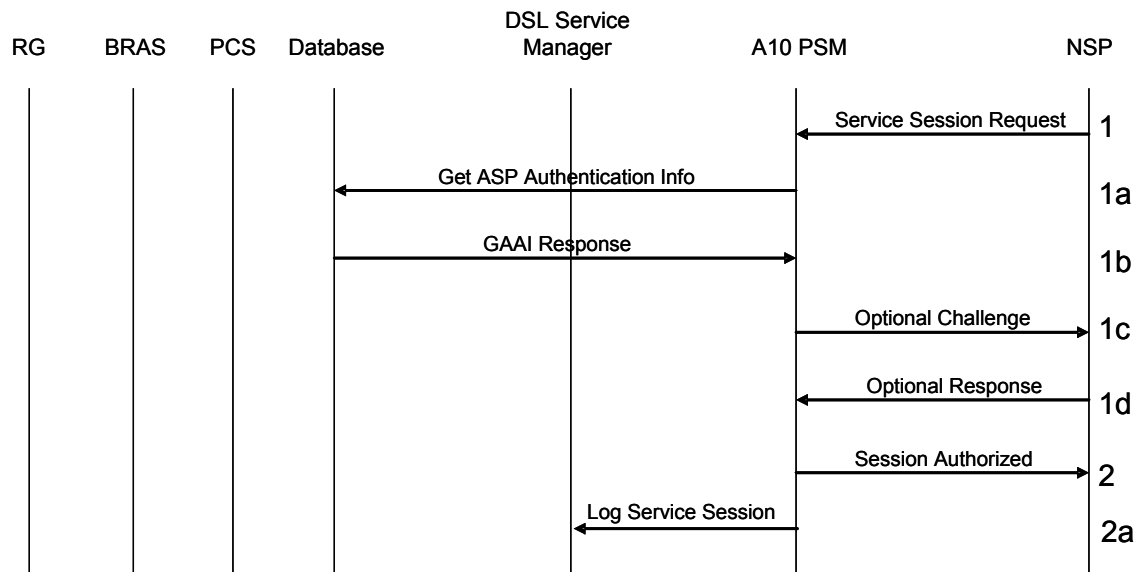 DSL Service
RG BRAS PCS Database Manager A10 PSM NSP
Service Session Request 1
Get ASP Authentication Info 1a
GAAI Response 1b
Optional Challenge 1c
Optional Response 1d
Session Authorized 2
Log Service Session 2a